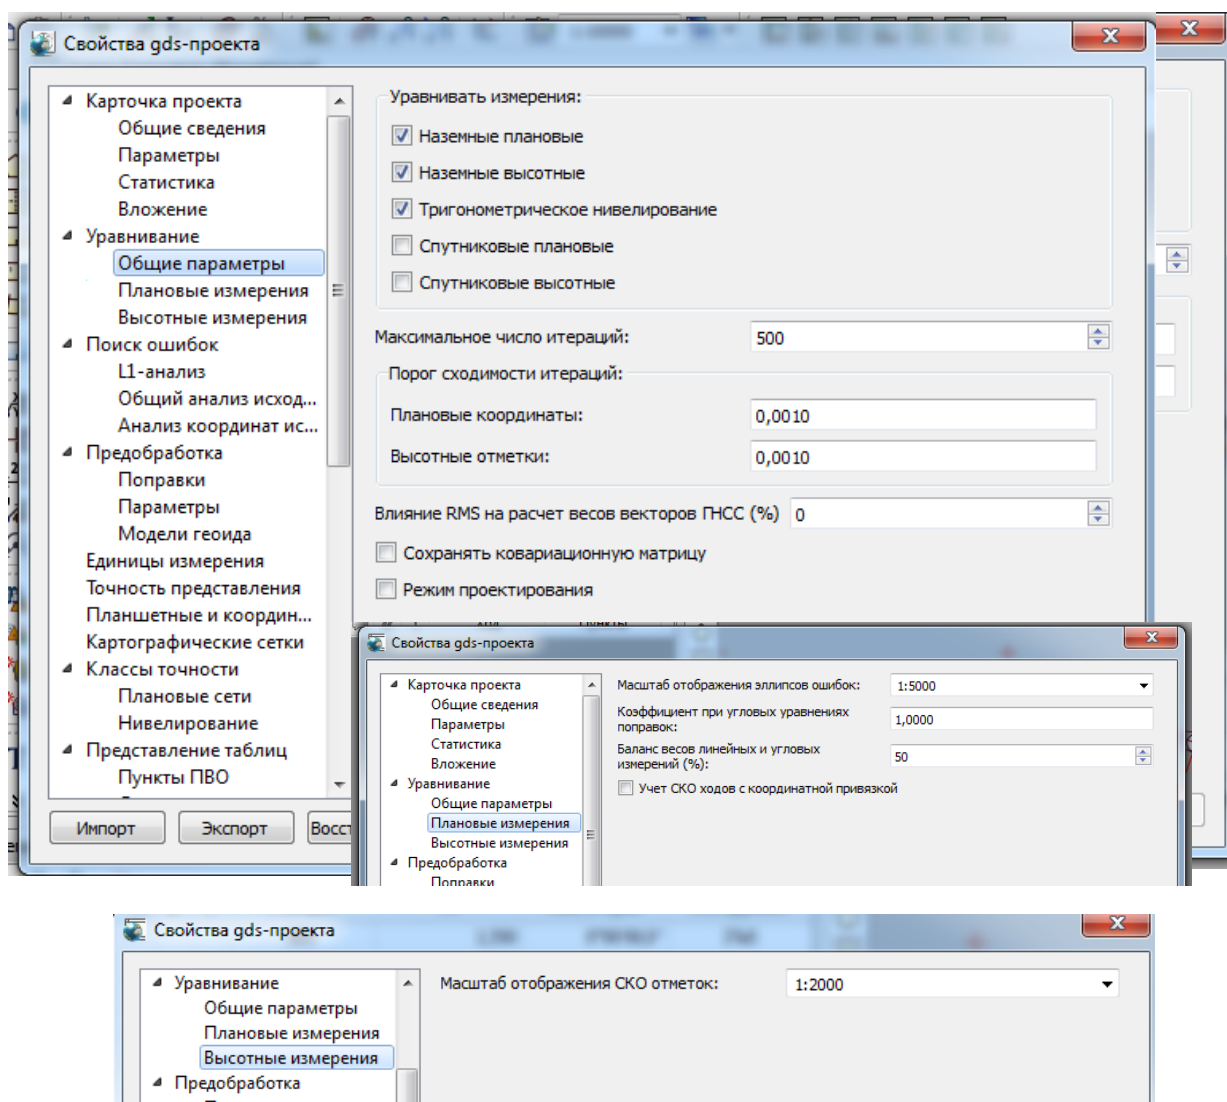 Свойства gds-проекта
Карточка проекта
Общие сведения
Параметры
Статистика
Вложение
Уравнивание
Общие параметры
Плановые измерения
Высотные измерения
Поиск ошибок
L1-анализ
Общий анализ исход...
Анализ координат ис...
Предобработка
Поправки
Параметры
Модели геоида
Единицы измерения
Точность представления
Планшетные и координ...
Картографические сетки
Классы точности
Плановые сети
Нивелирование
Представление таблиц
Пункты ПВО
Импорт
Экспорт
Восст
Уравнивать измерения:
Наземные плановые
Наземные высотные
Тригонометрическое нивелирование
Спутниковые плановые
Спутниковые высотные
Максимальное число итераций: 500
Порог сходимости итераций:
Плановые координаты: 0,0010
Высотные отметки: 0,0010
Влияние RMS на расчет весов векторов ГНСС (%) 0
Сохранять ковариационную матрицу
Режим проектирования
Свойства gds-проекта
Карточка проекта
Общие сведения
Параметры
Статистика
Вложение
Уравнивание
Общие параметры
Плановые измерения
Высотные измерения
Предобработка
Поправки
Масштаб отображения эллипсов ошибок: 1:5000
Коэффициент при угловых уравнениях
поправок: 1,0000
Баланс весов линейных и угловых
измерений (%): 50
Учет СКО ходов с координатной привязкой
Свойства gds-проекта
Уравнивание
Общие параметры
Плановые измерения
Высотные измерения
Предобработка
Масштаб отображения СКО отметок: 1:2000